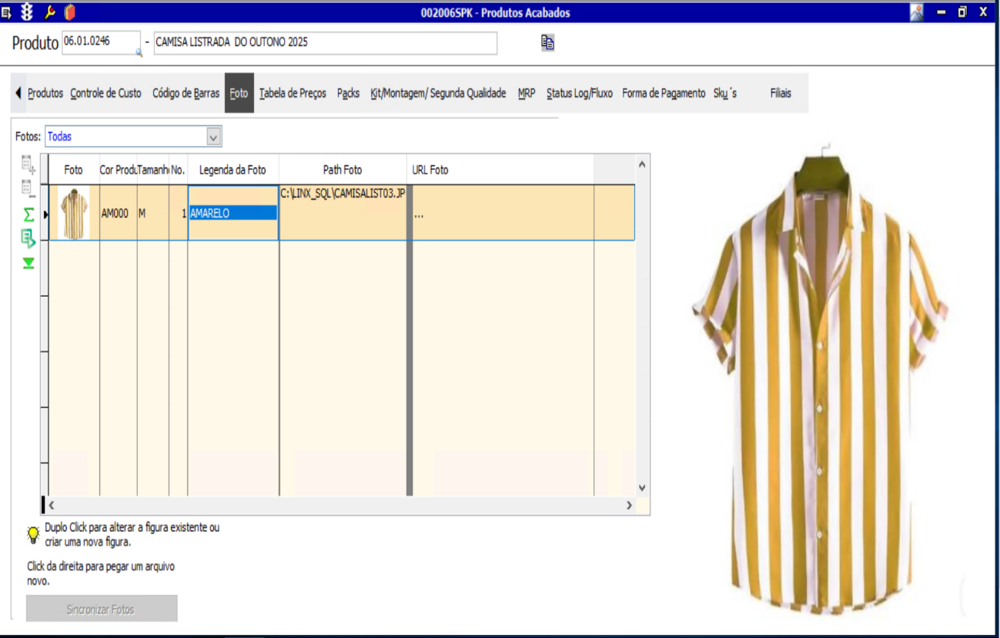 002006SPK - Produtos Acabados
Produto 06.01.0246 - CAMISA LISTRADA DO OUTONO 2025
Produtos Controle de Custo Código de Barras Foto Tabela de Preços Packs Kit/Montagem/ Segunda Qualidade MRP Status Log/Fluxo Forma de Pagamento Sku´s Filiais
Fotos: Todas
Foto Cor Produ Tamanho No. Legenda da Foto Path Foto URL Foto
C:\LINX_SQL\CAMISALIST03.JP
AM000 M 1 AMARELO ...
Duplo Click para alterar a figura existente ou
criar uma nova figura.
Click da direita para pegar um arquivo
novo.
Sincronizar Fotos